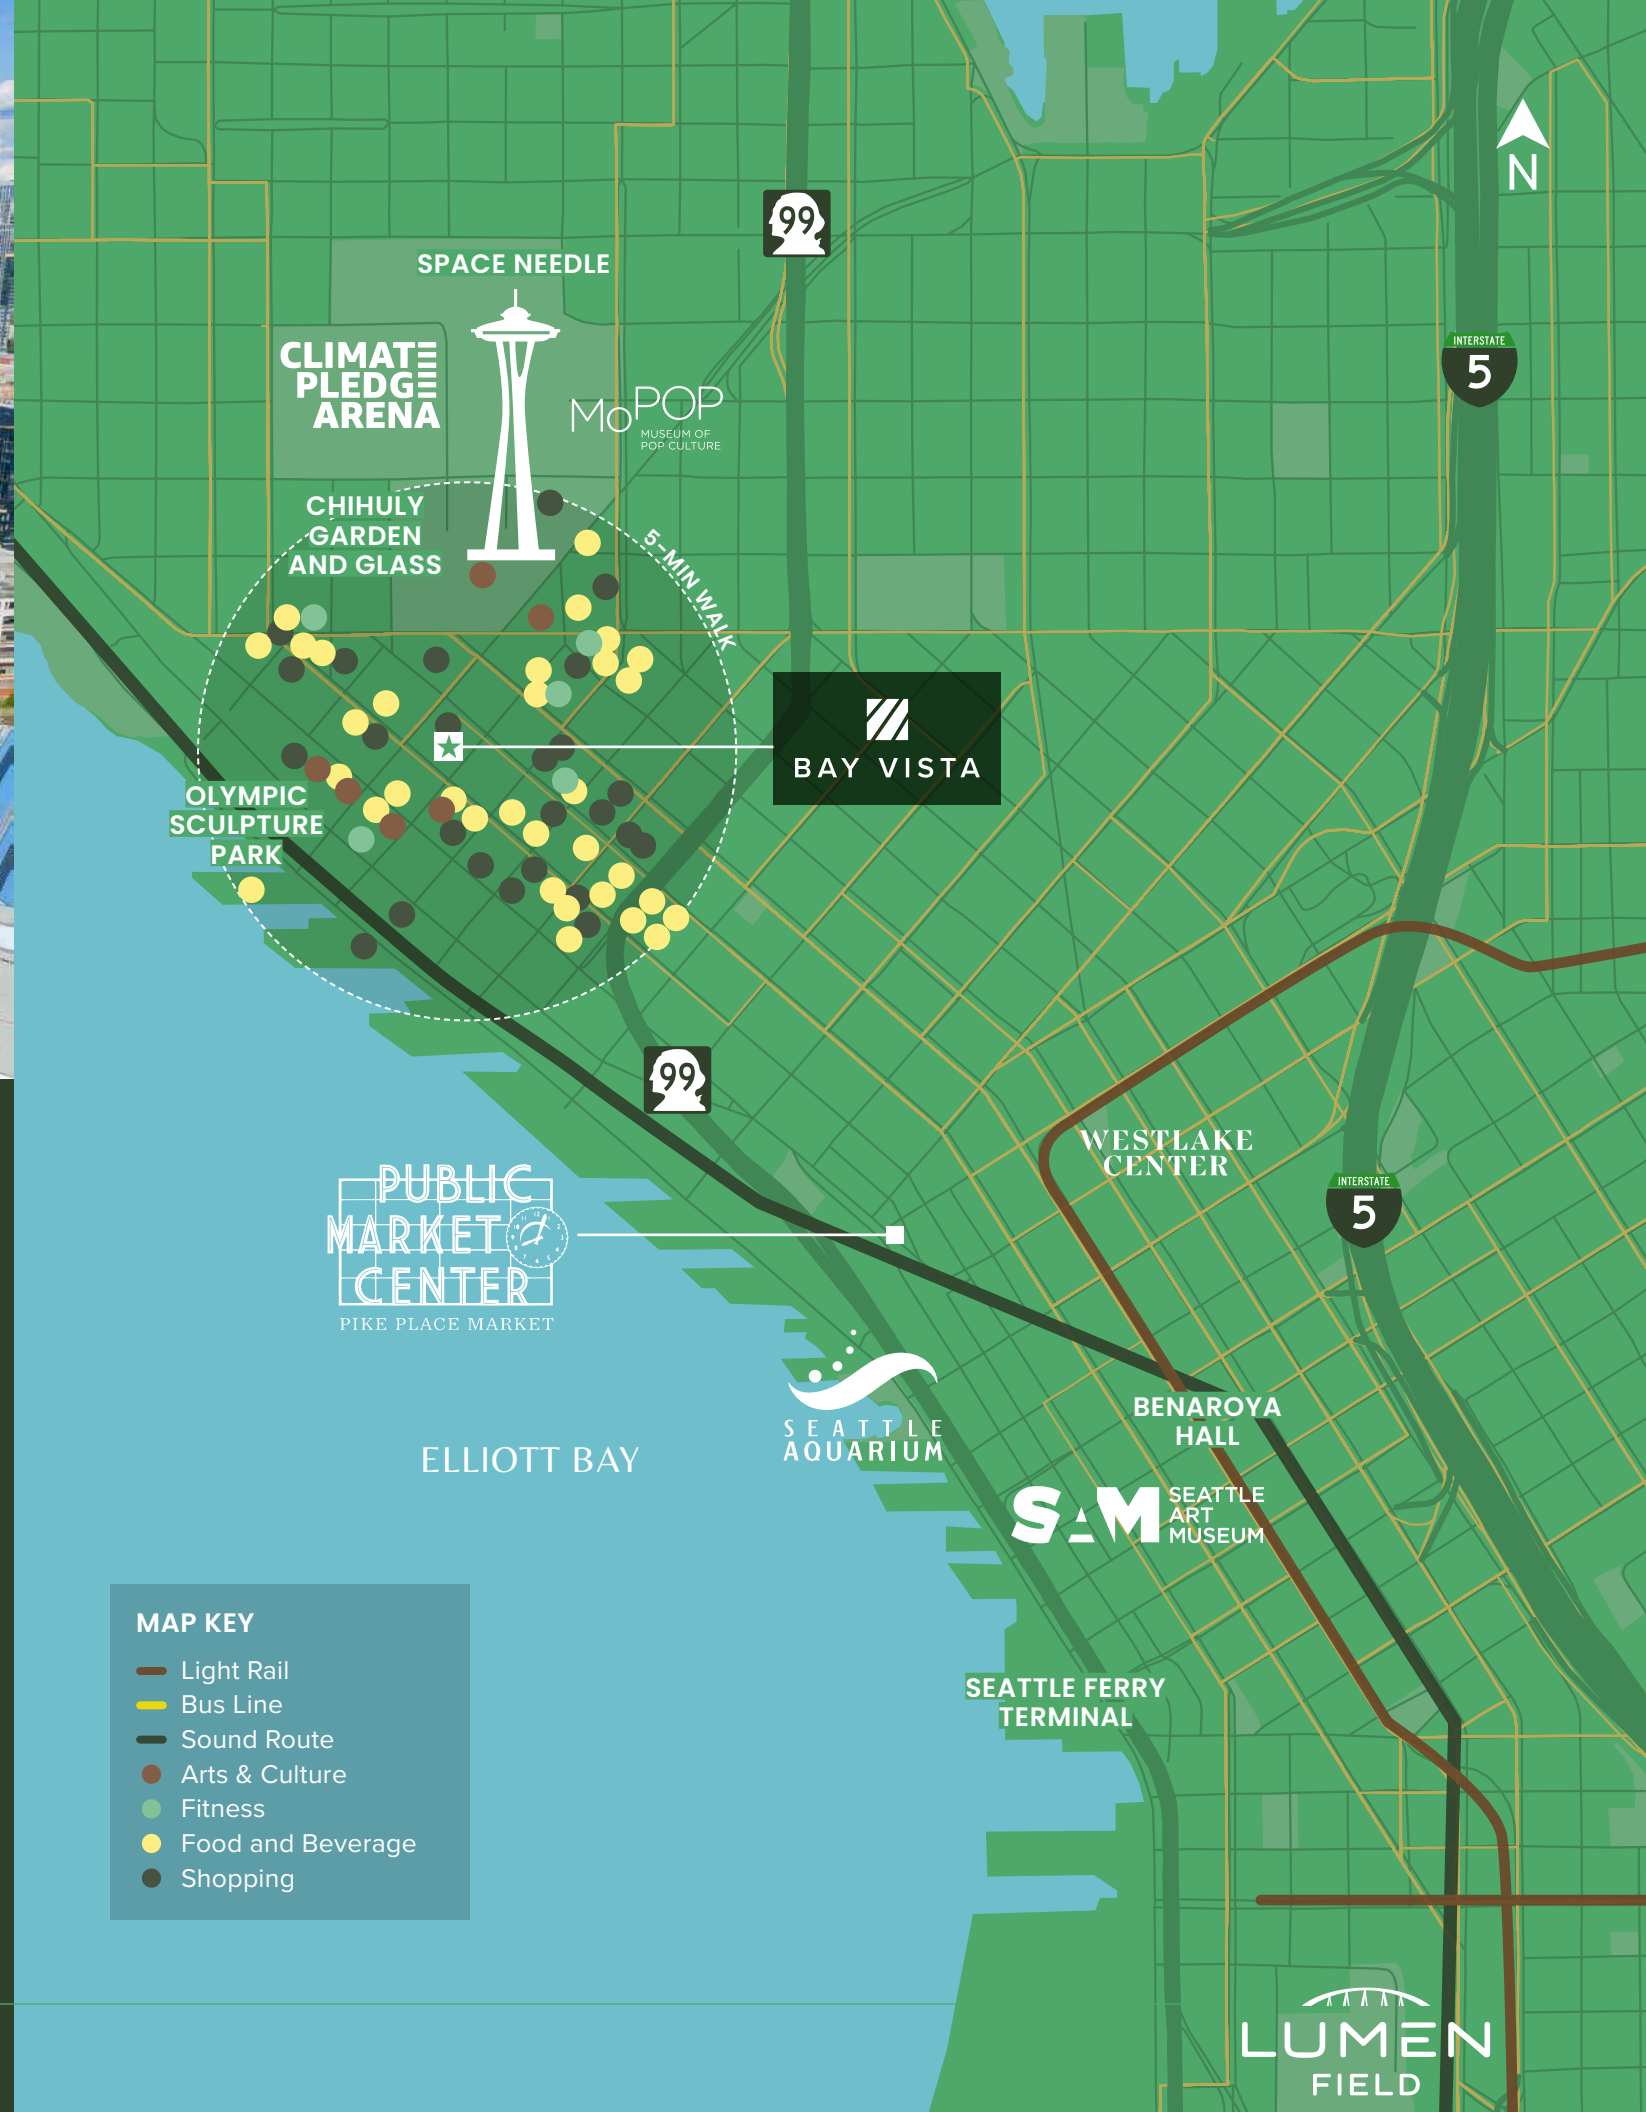 N
99
SPACE NEEDLE
INTERSTATE
5
CLIMATE
PLEDGE
ARENA
MoPOP
MUSEUM OF
POP CULTURE
CHIHULY
GARDEN
AND GLASS
5-MIN WALK
BAY VISTA
OLYMPIC
SCULPTURE
PARK
99
WESTLAKE
CENTER
INTERSTATE
5
PUBLIC
MARKET
CENTER
PIKE PLACE MARKET
SEATTLE
AQUARIUM
BENAROYA
HALL
ELLIOTT BAY
SAM
SEATTLE
ART
MUSEUM
SEATTLE FERRY
TERMINAL
MAP KEY
Light Rail
Bus Line
Sound Route
Arts & Culture
Fitness
Food and Beverage
Shopping
LUMEN
FIELD